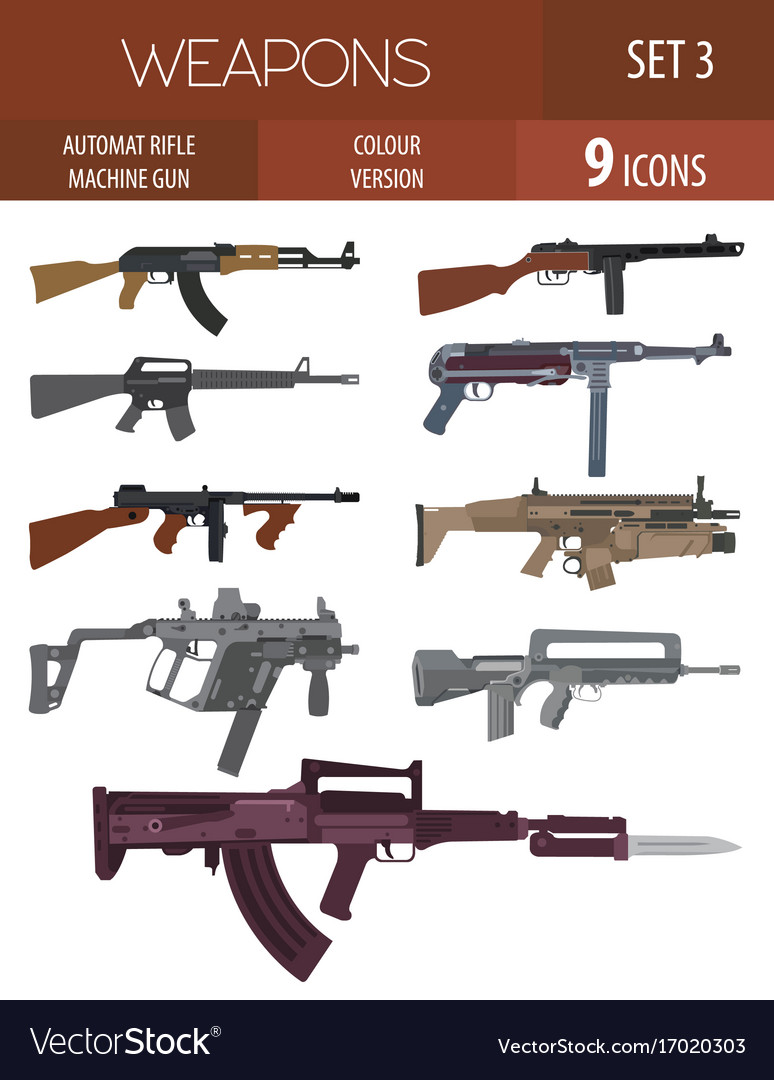 WEAPONS
SET 3
AUTOMAT RIFLE
MACHINE GUN
COLOUR
VERSION
9 ICONS
VectorStock®
VectorStock.com/17020303